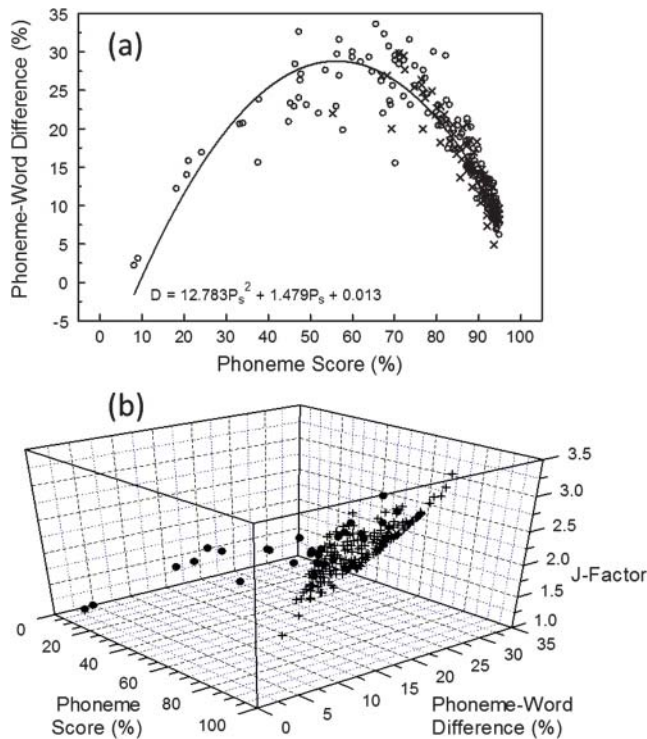 (a)
Phoneme-Word Difference (%)
35
30
25
20
15
10
5
0
-5
D = 12.783Ps² + 1.479Ps + 0.013
0 10 20 30 40 50 60 70 80 90 100
Phoneme Score (%)
(b)
3.5
3.0
2.5
2.0
1.5
1.0
J-Factor
0
20
40
60
80
100
Phoneme
Score (%)
0
5
10
15
20
25
30
35
Phoneme-Word
Difference (%)